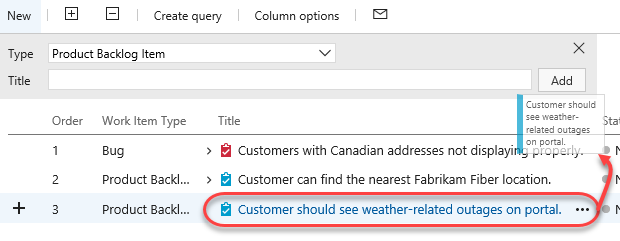 New Create query Column options
Type Product Backlog Item
Title Add
Customer should
see weather-
related outages
on portal.
Order Work Item Type Title Sta
1 Bug Customers with Canadian addresses not displaying properly. N
2 Product Backl... Customer can find the nearest Fabrikam Fiber location. N
3 Product Backl... Customer should see weather-related outages on portal. ... N